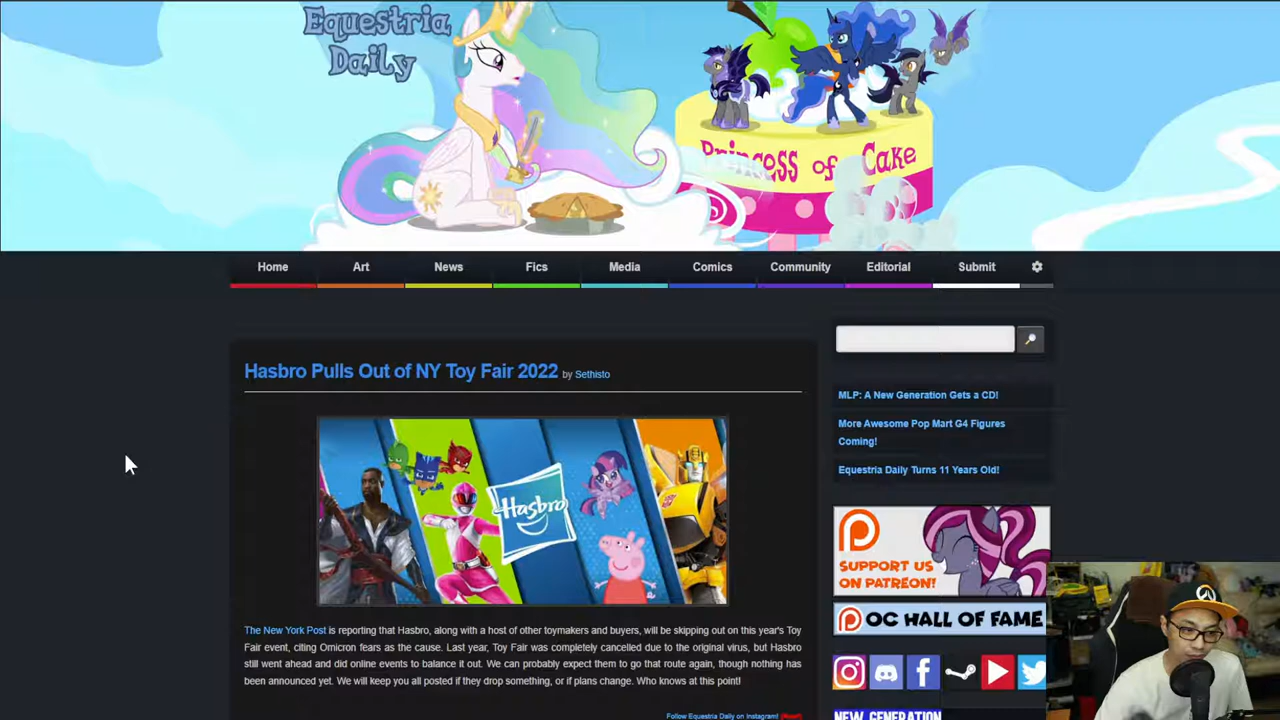 Equestria
Daily
Princess of Cake
Home Art News Fics Media Comics Community Editorial Submit
Hasbro Pulls Out of NY Toy Fair 2022 by Sethisto
Hasbro
The New York Post is reporting that Hasbro, along with a host of other toymakers and buyers, will be skipping out on this year's Toy
Fair event, citing Omicron fears as the cause. Last year, Toy Fair was completely cancelled due to the original virus, but Hasbro
still went ahead and did online events to balance it out. We can probably expect them to go that route again, though nothing has
been announced yet. We will keep you all posted if they drop something, or if plans change. Who knows at this point!
Follow Equestria Daily on Instagram!
MLP: A New Generation Gets a CD!
More Awesome Pop Mart G4 Figures
Coming!
Equestria Daily Turns 11 Years Old!
SUPPORT US
ON PATREON!
OC HALL OF FAME
NEW GENERATION